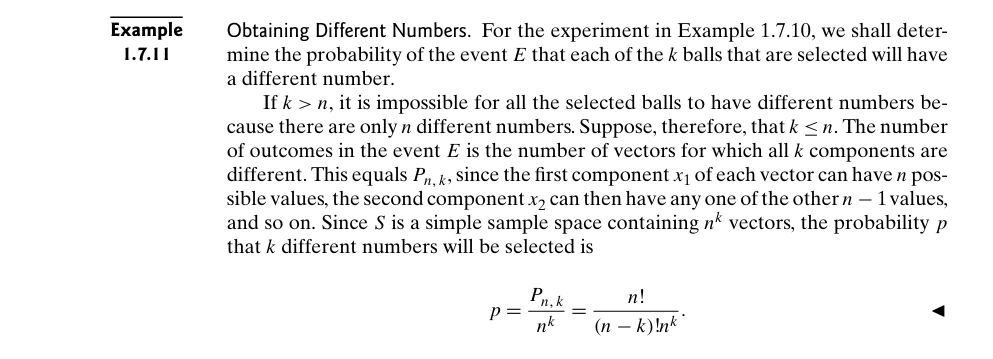 Example
1.7.11
Obtaining Different Numbers. For the experiment in Example 1.7.10, we shall deter-
mine the probability of the event E that each of the k balls that are selected will have
a different number.
If k > n, it is impossible for all the selected balls to have different numbers be-
cause there are only n different numbers. Suppose, therefore, that k ≤ n. The number
of outcomes in the event E is the number of vectors for which all k components are
different. This equals P_{n, k}, since the first component x_1 of each vector can have n pos-
sible values, the second component x_2 can then have any one of the other n − 1 values,
and so on. Since S is a simple sample space containing n^k vectors, the probability p
that k different numbers will be selected is
p = \frac{P_{n, k}}{n^k} = \frac{n!}{(n − k)!n^k}. ◄